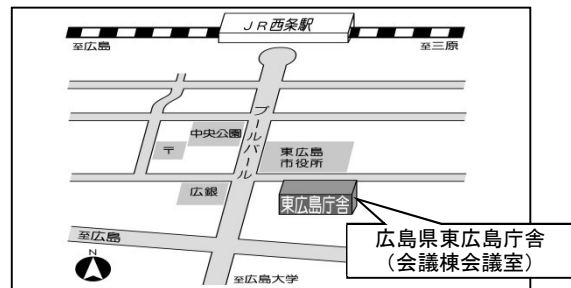 JR西条駅
至広島
至三原
ブールバール
中央公園
〒
東広島
市役所
広銀
東広島庁舎
広島県東広島庁舎
（会議棟会議室）
至広島
N
至広島大学